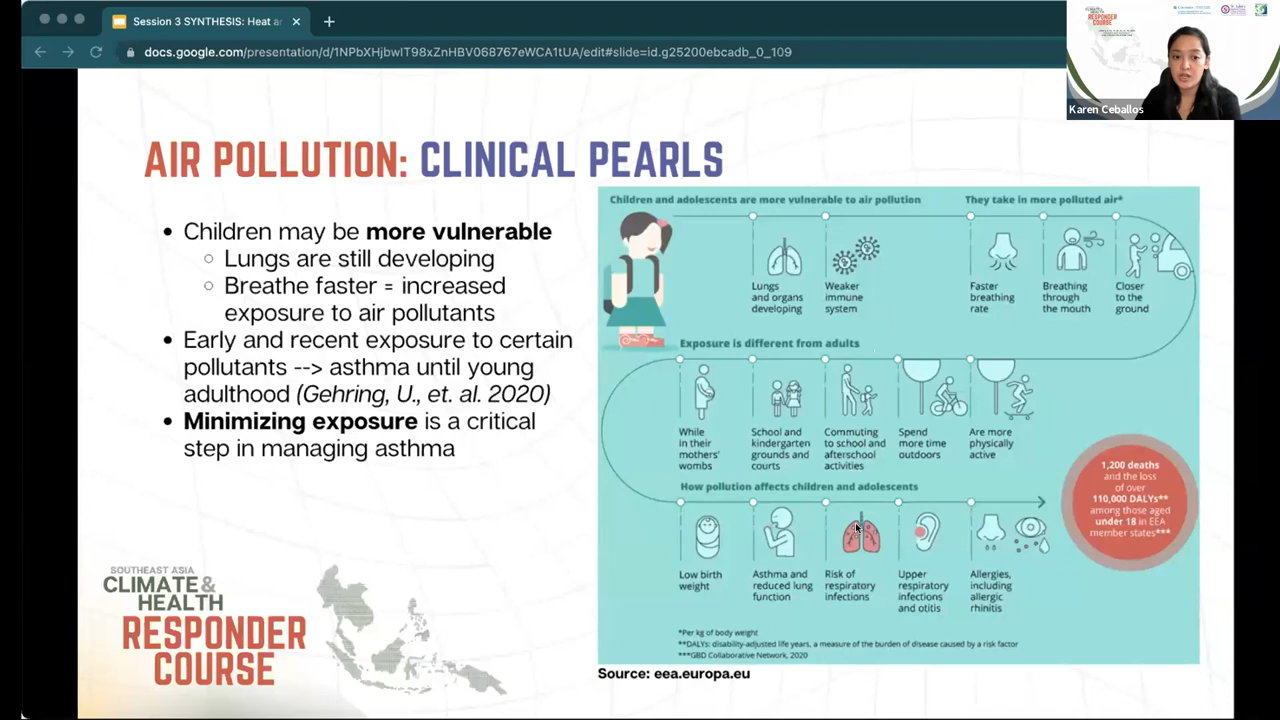 Session 3 SYNTHESIS: Heat ar
docs.google.com/presentation/d/1NPbXHjbwIT98sxZnHBV068767eWCA1tUA/edit#slide=id.g25200ebcadb_0_109
CLIMATE &
HEALTH
RESPONDER
COURSE
Karen Ceballos
AIR POLLUTION: CLINICAL PEARLS
• Children may be more vulnerable
○ Lungs are still developing
○ Breathe faster = increased
exposure to air pollutants
• Early and recent exposure to certain
pollutants --> asthma until young
adulthood (Gehring, U., et. al. 2020)
• Minimizing exposure is a critical
step in managing asthma
Children and adolescents are more vulnerable to air pollution
They take in more polluted air*
Lungs
and organs
developing
Weaker
immune
system
Faster
breathing
rate
Breathing
through
the mouth
Closer
to the
ground
Exposure is different from adults
While
in their
mothers'
wombs
School and
kindergarten
grounds and
courts
Commuting
to school and
afterschool
activities
Spend
more time
outdoors
Are more
physically
active
How pollution affects children and adolescents
Low birth
weight
Asthma and
reduced lung
function
Risk of
respiratory
infections
Upper
respiratory
infections
and otitis
Allergies,
including
allergic
rhinitis
1,200 deaths
and the loss
of over
110,000 DALYs**
among those aged
under 18 in EEA
member states***
*Per kg of body weight
**DALYs: disability-adjusted life years, a measure of the burden of disease caused by a risk factor
***GBD Collaborative Network, 2020
Source: eea.europa.eu
SOUTHEAST ASIA
CLIMATE &
HEALTH
RESPONDER
COURSE